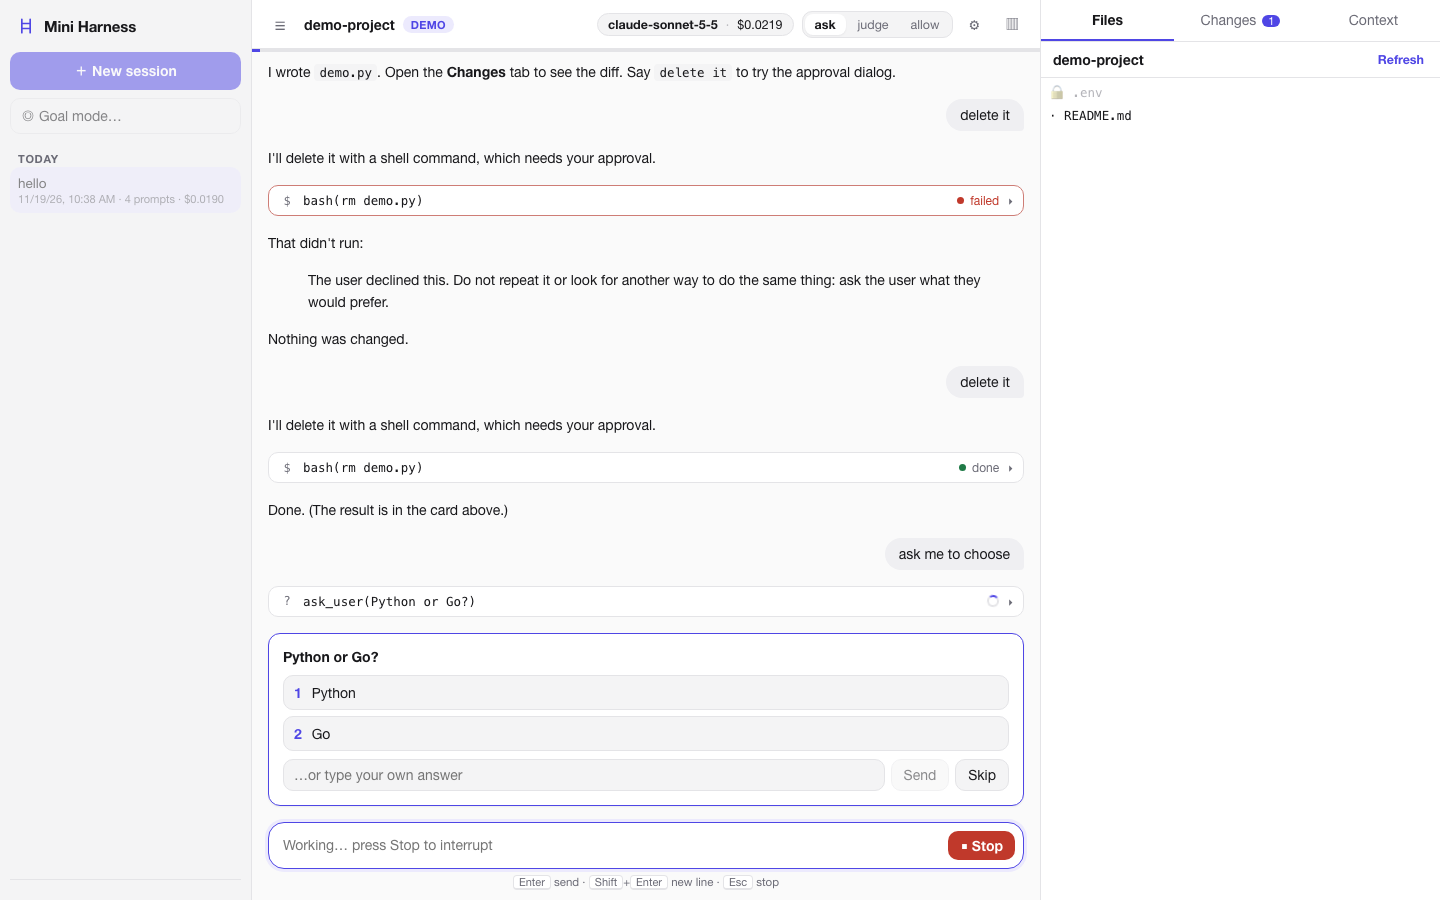 Mini Harness
+ New session
◎ Goal mode…
TODAY
hello
11/19/26, 10:38 AM · 4 prompts · $0.0190
☰ demo-project DEMO
claude-sonnet-5-5 · $0.0219
ask judge allow
I wrote demo.py . Open the Changes tab to see the diff. Say delete it to try the approval dialog.
delete it
I'll delete it with a shell command, which needs your approval.
$ bash(rm demo.py) failed
That didn't run:
The user declined this. Do not repeat it or look for another way to do the same thing: ask the user what they
would prefer.
Nothing was changed.
delete it
I'll delete it with a shell command, which needs your approval.
$ bash(rm demo.py) done
Done. (The result is in the card above.)
ask me to choose
? ask_user(Python or Go?)
Python or Go?
1 Python
2 Go
…or type your own answer Send Skip
Working… press Stop to interrupt Stop
Enter send · Shift+Enter new line · Esc stop
Files Changes 1 Context
demo-project Refresh
.env
· README.md